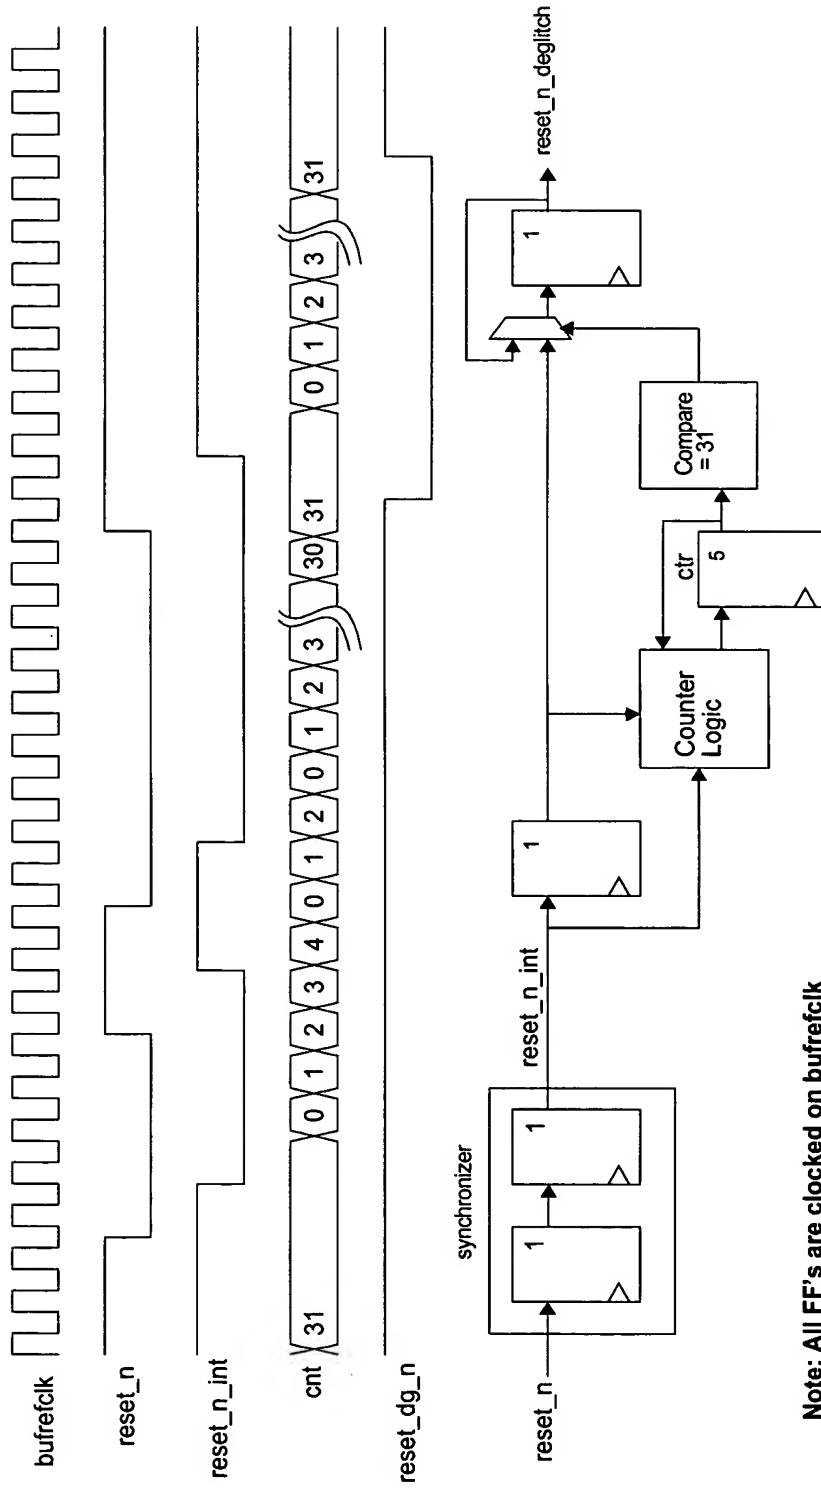 bufrefclk
reset_n
reset_n_int
cnt
31
0
1
2
3
4
0
1
2
0
1
2
3
30
31
0
1
2
3
31
reset_dg_n
reset_n
synchronizer
1
1
reset_n_int
1
Counter
Logic
ctr
5
Compare
= 31
1
reset_n_deglitch
Note: All FF's are clocked on bufrefclk